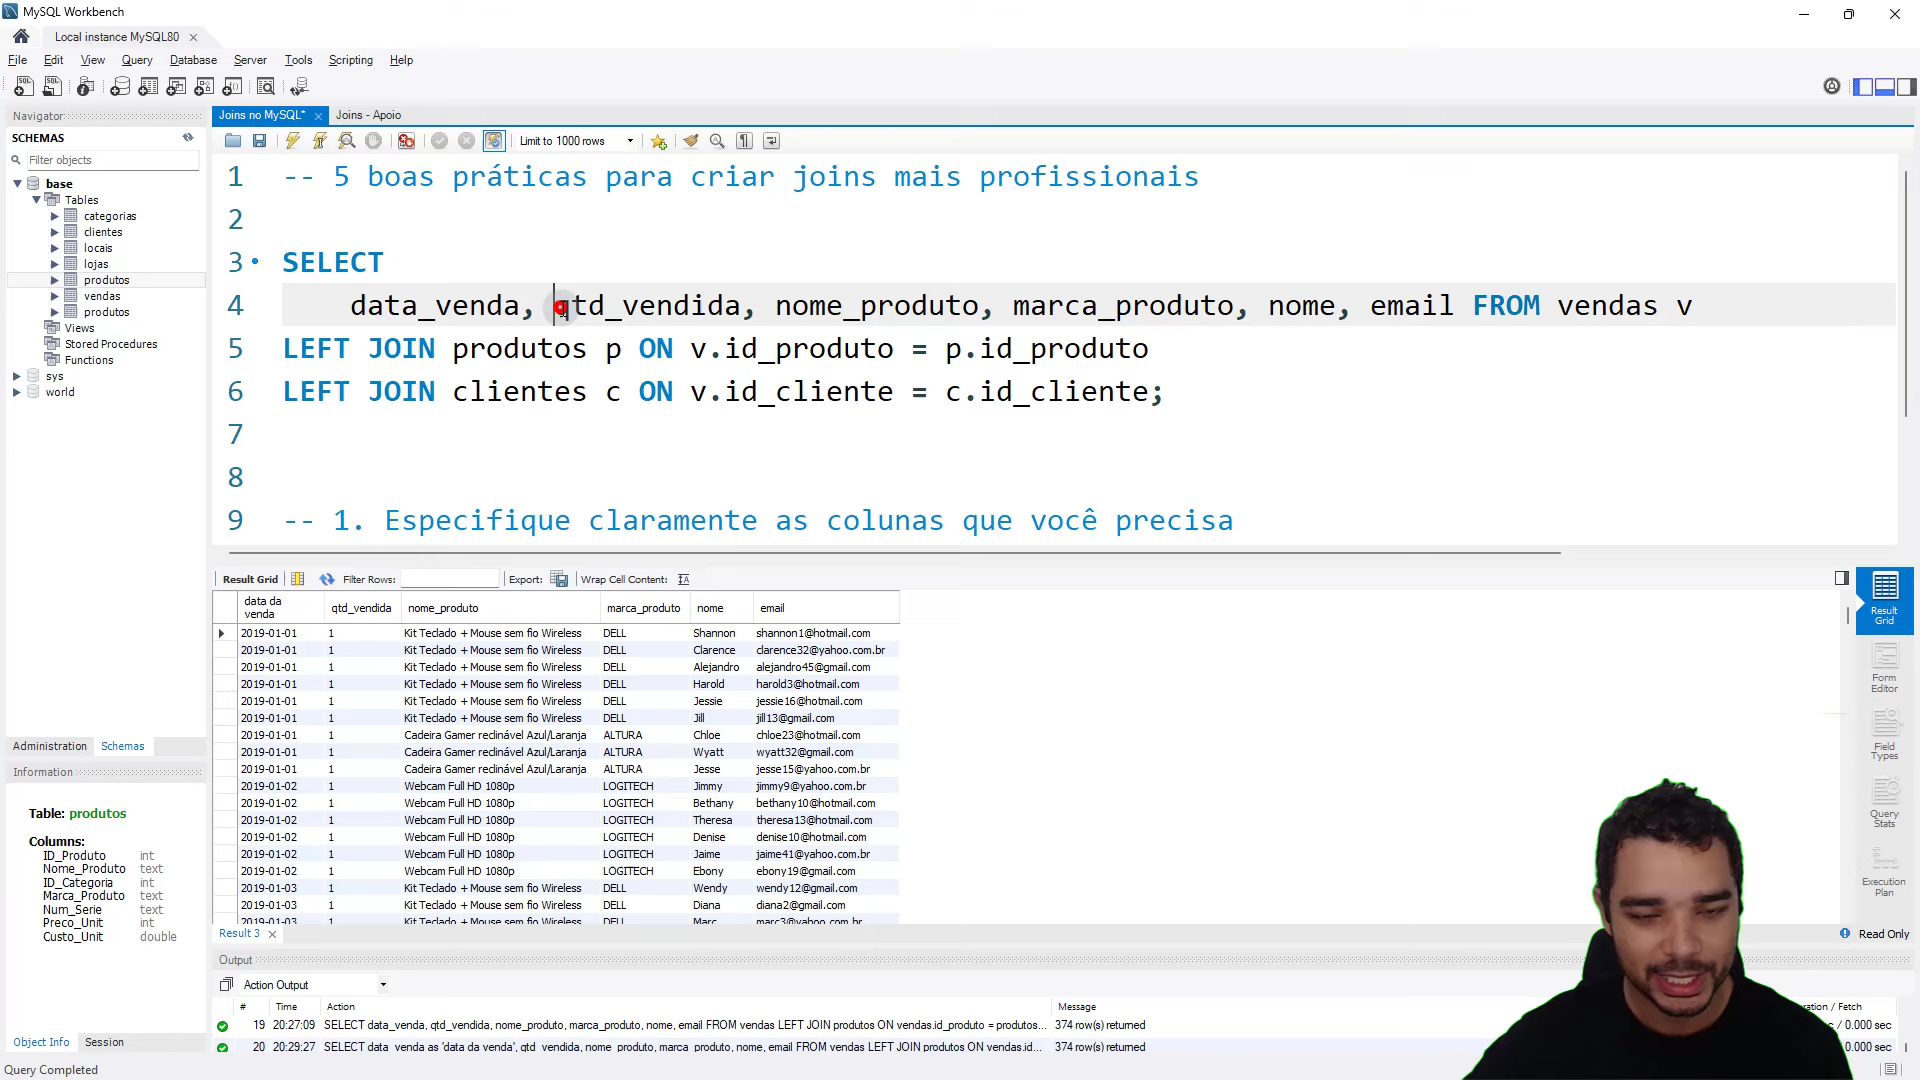 MySQL Workbench
Local instance MySQL80
File Edit View Query Database Server Tools Scripting Help
Navigator
SCHEMAS
Filter objects
base
Tables
categorias
clientes
locais
lojas
produtos
vendas
produtos
Views
Stored Procedures
Functions
sys
world
Administration Schemas
Information
Table: produtos
Columns:
ID_Produto int
Nome_Produto text
ID_Categoria int
Marca_Produto text
Num_Serie text
Preco_Unit int
Custo_Unit double
Object Info Session
Query Completed
Joins no MySQL* Joins - Apoio
Limit to 1000 rows
1 -- 5 boas práticas para criar joins mais profissionais
2
3 SELECT
4 data_venda, qtd_vendida, nome_produto, marca_produto, nome, email FROM vendas v
5 LEFT JOIN produtos p ON v.id_produto = p.id_produto
6 LEFT JOIN clientes c ON v.id_cliente = c.id_cliente;
7
8
9 -- 1. Especifique claramente as colunas que você precisa
Result Grid Filter Rows: Export: Wrap Cell Content:
data da venda qtd_vendida nome_produto marca_produto nome email
2019-01-01 1 Kit Teclado + Mouse sem fio Wireless DELL Shannon shannon1@hotmail.com
2019-01-01 1 Kit Teclado + Mouse sem fio Wireless DELL Clarence clarence32@yahoo.com.br
2019-01-01 1 Kit Teclado + Mouse sem fio Wireless DELL Alejandro alejandro45@gmail.com
2019-01-01 1 Kit Teclado + Mouse sem fio Wireless DELL Harold harold3@hotmail.com
2019-01-01 1 Kit Teclado + Mouse sem fio Wireless DELL Jessie jessie16@hotmail.com
2019-01-01 1 Kit Teclado + Mouse sem fio Wireless DELL Jill jill13@gmail.com
2019-01-01 1 Cadeira Gamer reclinável Azul/Laranja ALTURA Chloe chloe23@hotmail.com
2019-01-01 1 Cadeira Gamer reclinável Azul/Laranja ALTURA Wyatt wyatt32@gmail.com
2019-01-01 1 Cadeira Gamer reclinável Azul/Laranja ALTURA Jesse jesse15@yahoo.com.br
2019-01-02 1 Webcam Full HD 1080p LOGITECH Jimmy jimmy9@yahoo.com.br
2019-01-02 1 Webcam Full HD 1080p LOGITECH Bethany bethany10@hotmail.com
2019-01-02 1 Webcam Full HD 1080p LOGITECH Theresa theresa13@hotmail.com
2019-01-02 1 Webcam Full HD 1080p LOGITECH Denise denise10@hotmail.com
2019-01-02 1 Webcam Full HD 1080p LOGITECH Jaime jaime41@yahoo.com.br
2019-01-02 1 Webcam Full HD 1080p LOGITECH Ebony ebony19@gmail.com
2019-01-03 1 Kit Teclado + Mouse sem fio Wireless DELL Wendy wendy12@gmail.com
2019-01-03 1 Kit Teclado + Mouse sem fio Wireless DELL Diana diana2@gmail.com
2019-01-03 1 Kit Teclado + Mouse sem fio Wireless DELL Marc marc3@yahoo.com.br
Result Grid
Form Editor
Field Types
Query Stats
Execution Plan
Result 3
Read Only
Output
Action Output
# Time Action Message / Fetch
19 20:27:09 SELECT data_venda, qtd_vendida, nome_produto, marca_produto, nome, email FROM vendas LEFT JOIN produtos ON vendas.id_produto = produtos... 374 row(s) returned / 0.000 sec
20 20:29:27 SELECT data_venda as 'data da venda', qtd_vendida, nome_produto, marca_produto, nome, email FROM vendas LEFT JOIN produtos ON vendas.id... 374 row(s) returned 0.000 sec